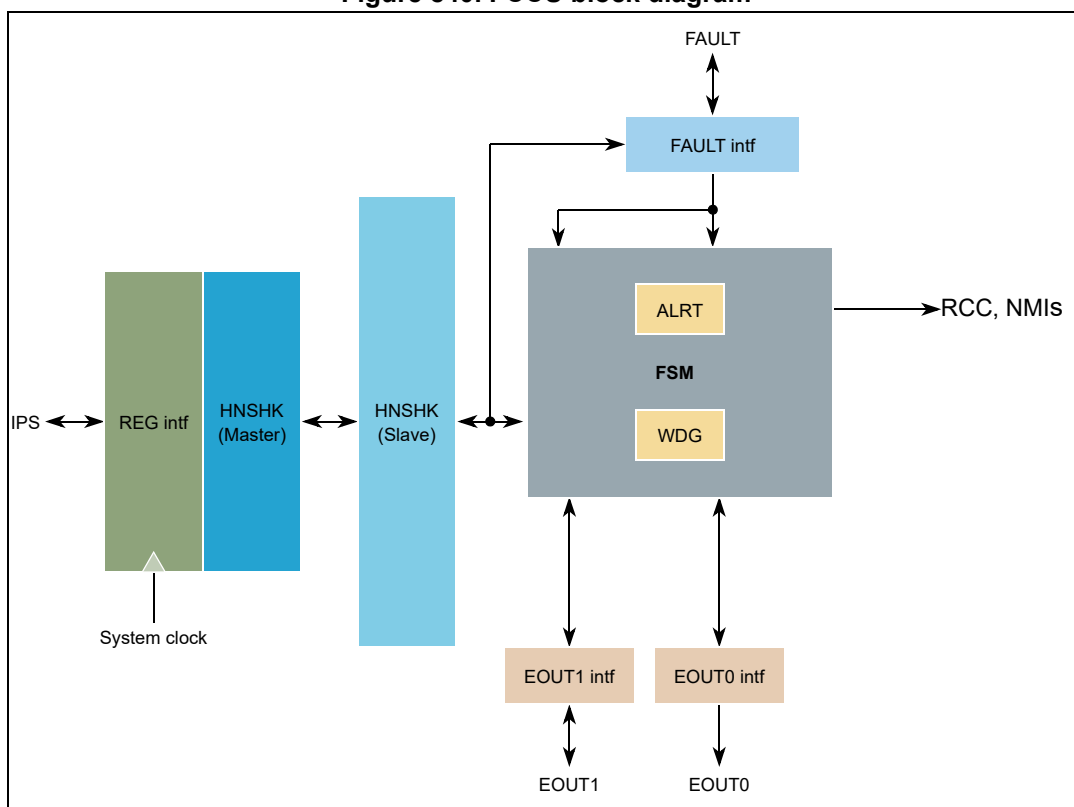 FAULT
FAULT intf
ALRT
RCC, NMIs
FSM
IPS
REG intf
HNSHK
(Master)
HNSHK
(Slave)
WDG
System clock
EOUT1 intf
EOUT0 intf
EOUT1
EOUT0